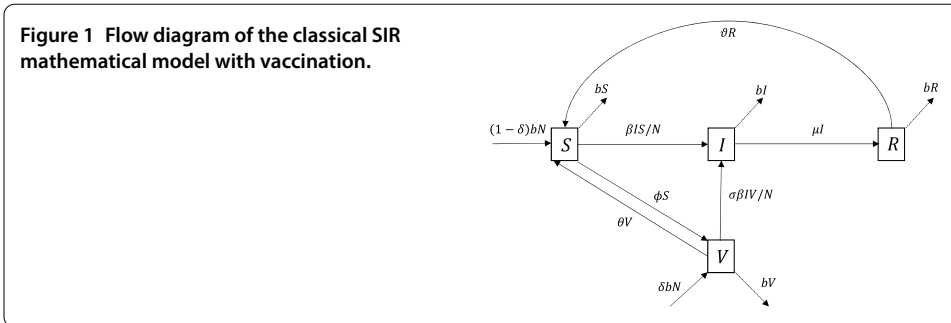 Figure 1 Flow diagram of the classical SIR
mathematical model with vaccination.
ϑR
bS
bI
bR
(1 − δ)bN
βIS/N
μI
S
I
R
ϕS
σβIV/N
θV
V
δbN
bV